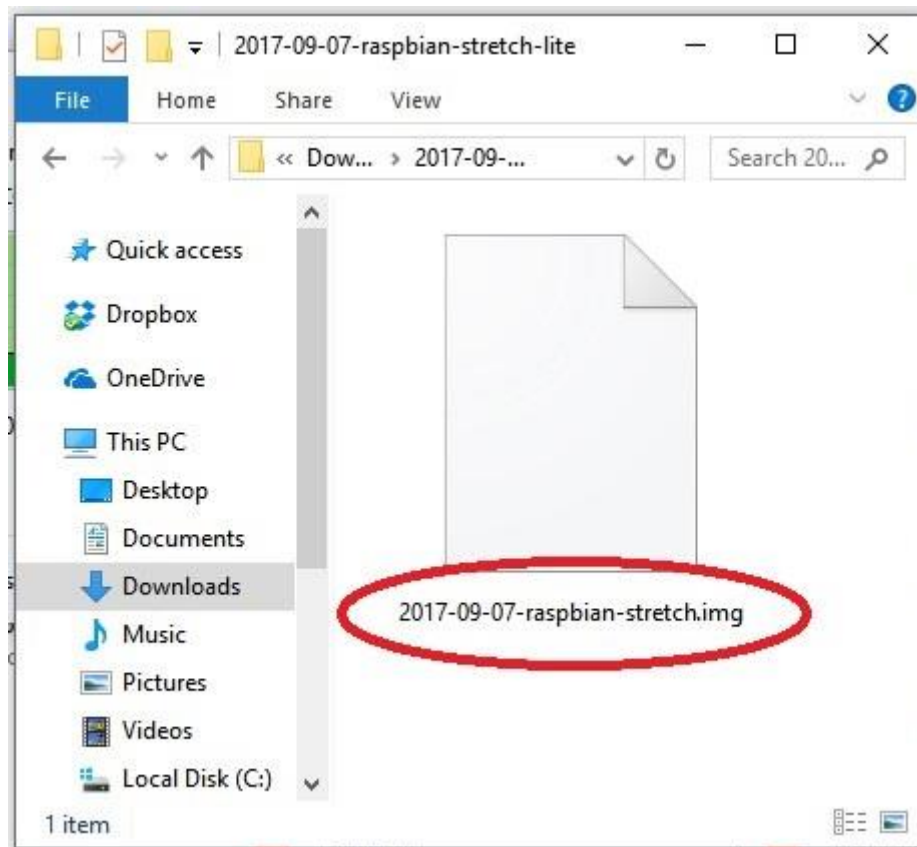 2017-09-07-raspbian-stretch-lite
File Home Share View
« Dow... › 2017-09-... Search 20...
Quick access
Dropbox
OneDrive
This PC
Desktop
Documents
Downloads
Music
Pictures
Videos
Local Disk (C:)
2017-09-07-raspbian-stretch.img
1 item